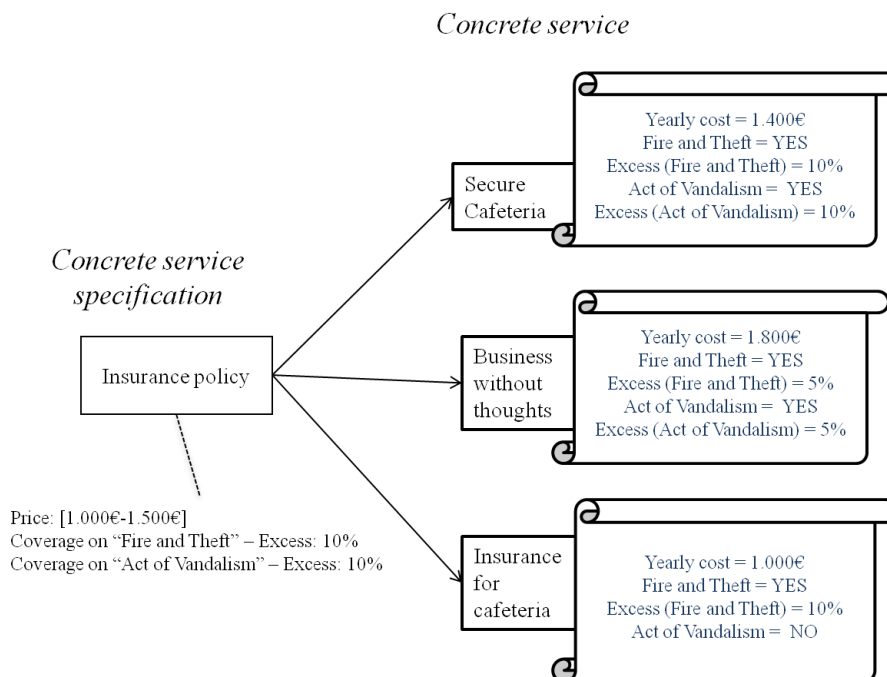 Concrete service
Yearly cost = 1.400€
Fire and Theft = YES
Excess (Fire and Theft) = 10%
Act of Vandalism =  YES
Excess (Act of Vandalism) = 10%
Secure
Cafeteria
Concrete service
specification
Insurance policy
Price: [1.000€-1.500€]
Coverage on “Fire and Theft” – Excess: 10%
Coverage on “Act of Vandalism” – Excess: 10%
Business
without
thoughts
Yearly cost = 1.800€
Fire and Theft = YES
Excess (Fire and Theft) = 5%
Act of Vandalism =  YES
Excess (Act of Vandalism) = 5%
Insurance
for
cafeteria
Yearly cost = 1.000€
Fire and Theft = YES
Excess (Fire and Theft) = 10%
Act of Vandalism =  NO